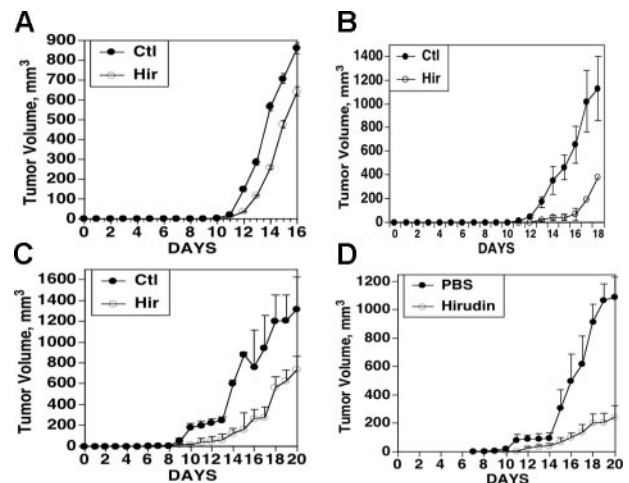 A
Tumor Volume, mm3
900
800
700
600
500
400
300
200
100
0
Ctl
Hir
0 2 4 6 8 10 12 14 16
DAYS
B
Tumor Volume, mm3
1400
1200
1000
800
600
400
200
0
Ctl
Hir
0 2 4 6 8 10 12 14 16 18
DAYS
C
Tumor Volume, mm3
1600
1400
1200
1000
800
600
400
200
0
Ctl
Hir
0 2 4 6 8 10 12 14 16 18 20
DAYS
D
Tumor Volume, mm3
1200
1000
800
600
400
200
0
PBS
Hirudin
0 2 4 6 8 10 12 14 16 18 20
DAYS